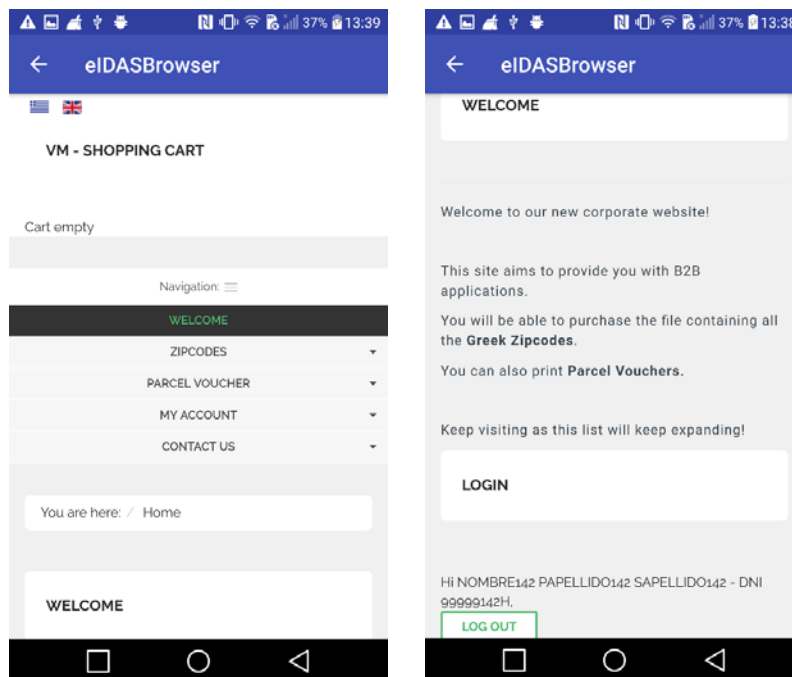 37% 13:39
eIDASBrowser
VM - SHOPPING CART
Cart empty
Navigation:
WELCOME
ZIPCODES
PARCEL VOUCHER
MY ACCOUNT
CONTACT US
You are here: / Home
WELCOME
37% 13:38
eIDASBrowser
WELCOME
Welcome to our new corporate website!
This site aims to provide you with B2B
applications.
You will be able to purchase the file containing all
the Greek Zipcodes.
You can also print Parcel Vouchers.
Keep visiting as this list will keep expanding!
LOGIN
Hi NOMBRE142 PAPELLIDO142 SAPELLIDO142 - DNI
99999142H,
LOG OUT